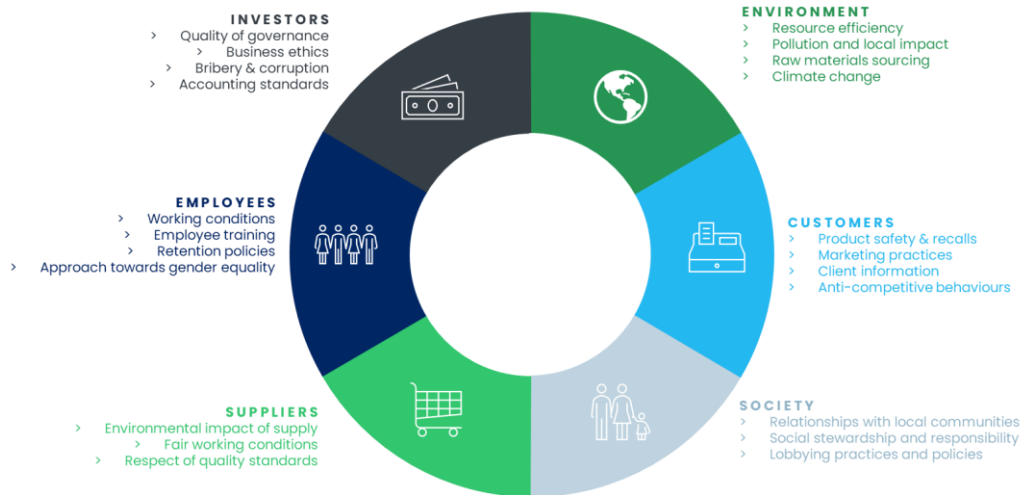 INVESTORS
> Quality of governance
> Business ethics
> Bribery & corruption
> Accounting standards
ENVIRONMENT
> Resource efficiency
> Pollution and local impact
> Raw materials sourcing
> Climate change
EMPLOYEES
> Working conditions
> Employee training
> Retention policies
> Approach towards gender equality
CUSTOMERS
> Product safety & recalls
> Marketing practices
> Client information
> Anti-competitive behaviours
SUPPLIERS
> Environmental impact of supply
> Fair working conditions
> Respect of quality standards
SOCIETY
> Relationships with local communities
> Social stewardship and responsibility
> Lobbying practices and policies